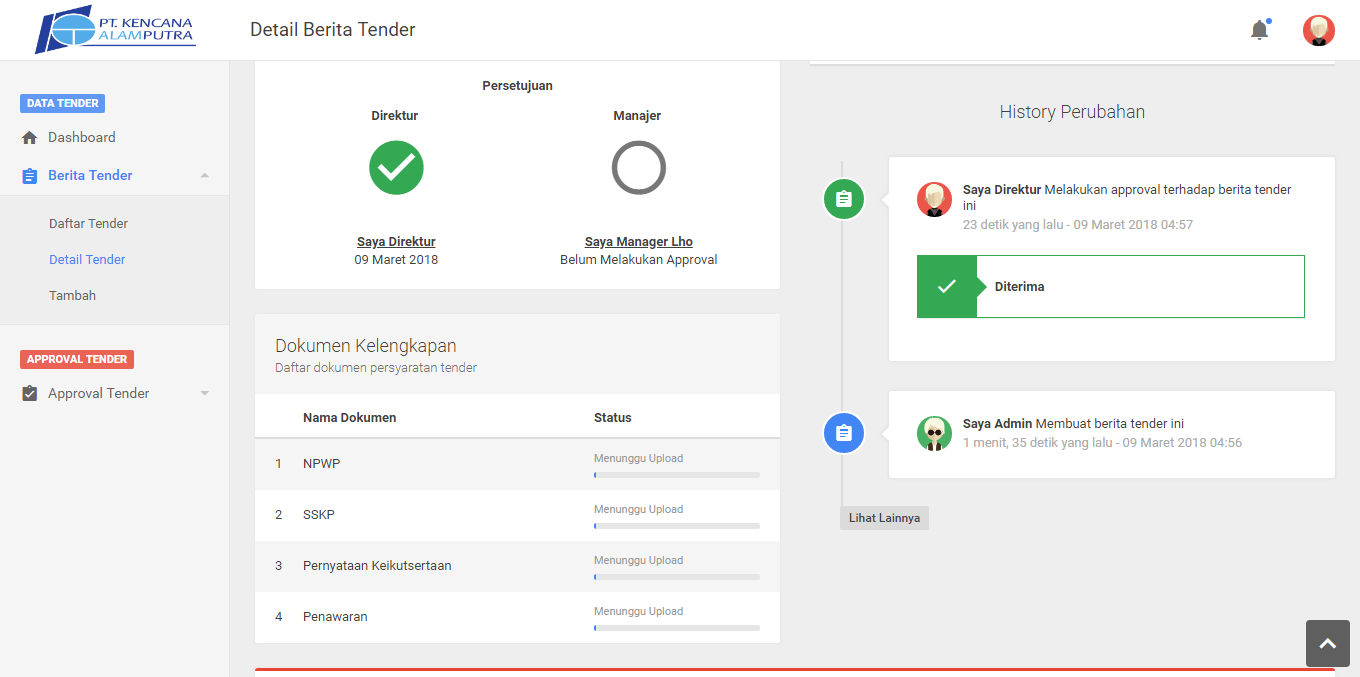 PT. KENCANA
ALAMPUTRA
Detail Berita Tender
DATA TENDER
Dashboard
Berita Tender
Daftar Tender
Detail Tender
Tambah
APPROVAL TENDER
Approval Tender
Persetujuan
Direktur
Manajer
Saya Direktur
Saya Manager Lho
09 Maret 2018
Belum Melakukan Approval
Dokumen Kelengkapan
Daftar dokumen persyaratan tender
Nama Dokumen Status
1 NPWP Menunggu Upload
2 SSKP Menunggu Upload
3 Pernyataan Keikutsertaan Menunggu Upload
4 Penawaran Menunggu Upload
History Perubahan
Saya Direktur Melakukan approval terhadap berita tender
ini
23 detik yang lalu - 09 Maret 2018 04:57
Diterima
Saya Admin Membuat berita tender ini
1 menit, 35 detik yang lalu - 09 Maret 2018 04:56
Lihat Lainnya